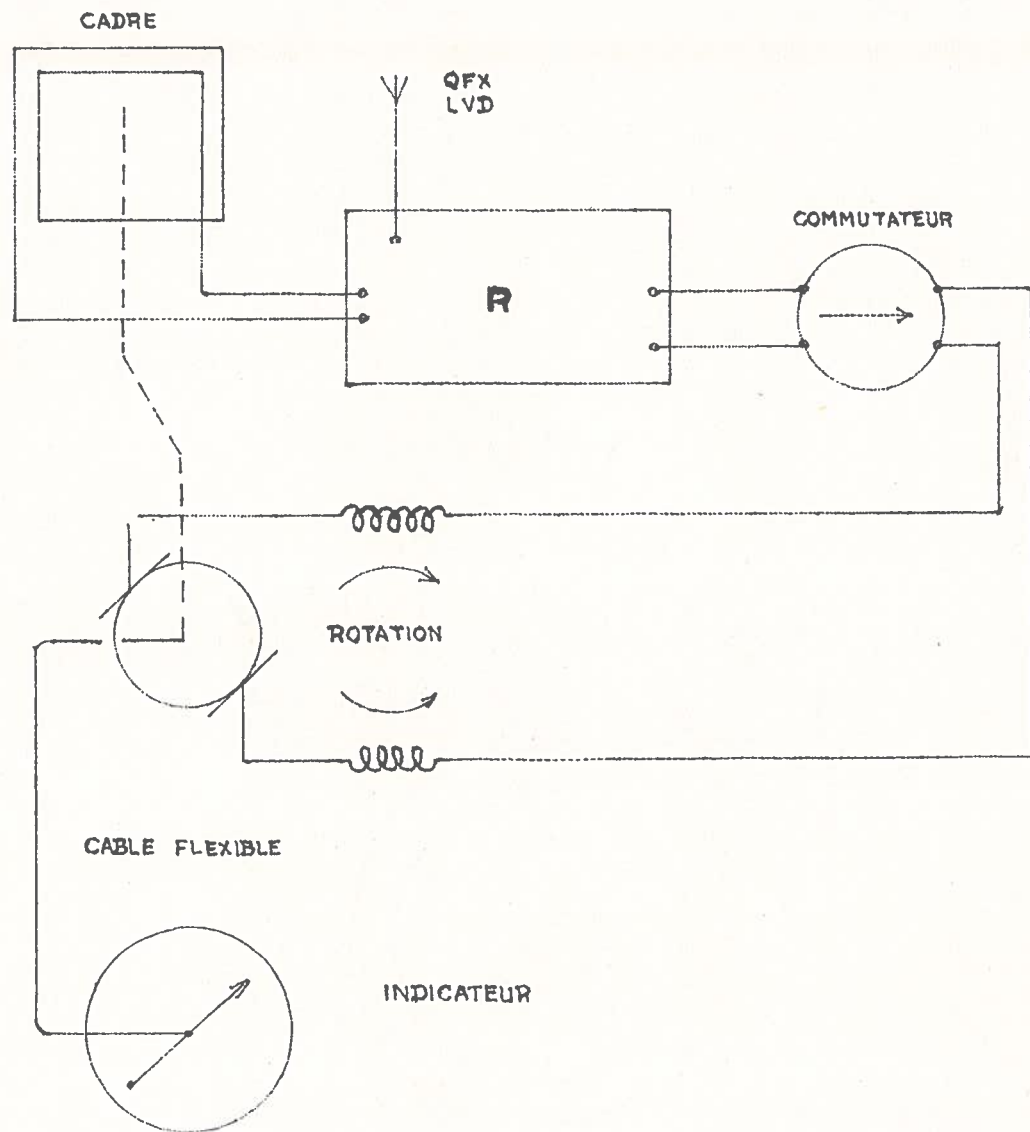 CADRE
QFX
LVD
COMMUTATEUR
R
ROTATION
CABLE FLEXIBLE
INDICATEUR